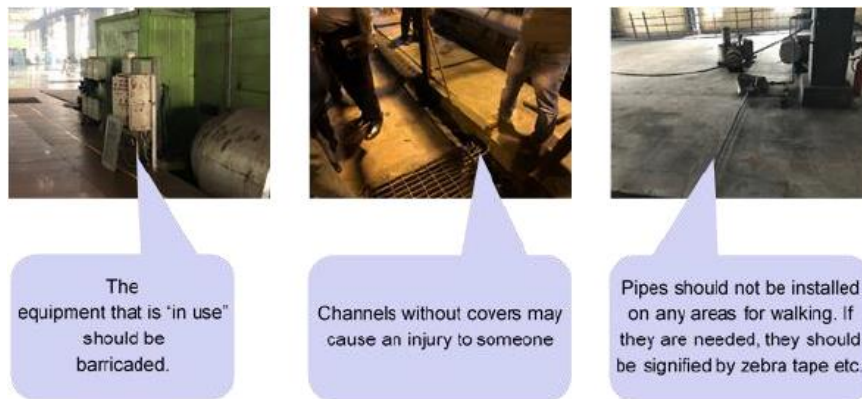 The
equipment that is "in use"
should be
barricaded.
Channels without covers may
cause an injury to someone
Pipes should not be installed
on any areas for walking. If
they are needed, they should
be signified by zebra tape etc.